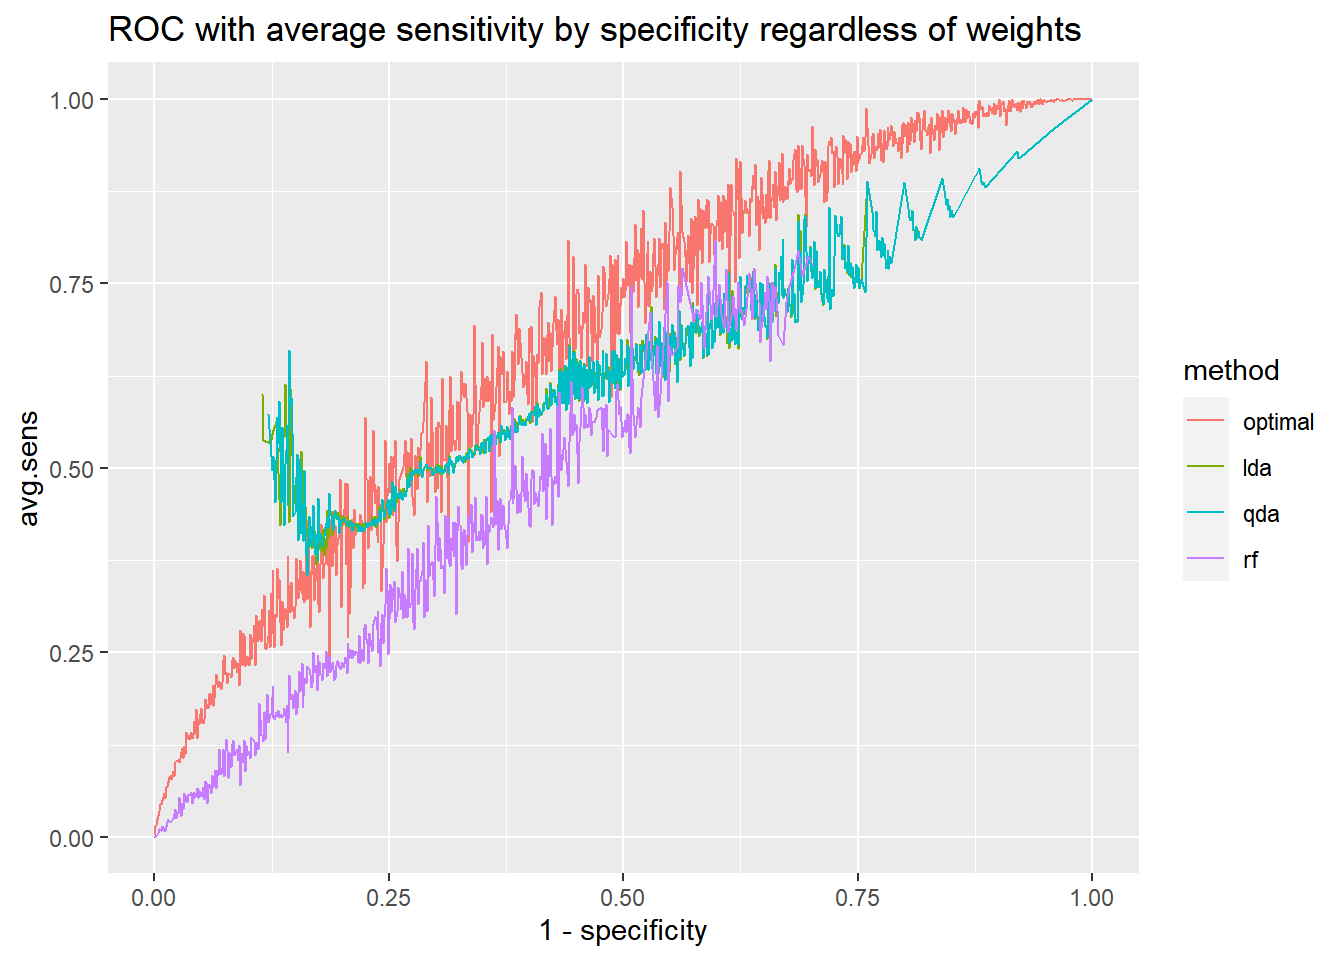 ROC with average sensitivity by specificity regardless of weights
1.00
0.75
0.50
0.25
0.00
avg.sens
0.00 0.25 0.50 0.75 1.00
1 - specificity
method
optimal
lda
qda
rf